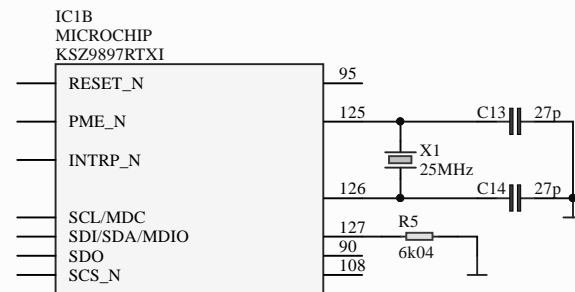 IC1B
MICROCHIP
KSZ9897RTXI
RESET_N 95
PME_N 125 C13 27p
INTRP_N X1
25MHz
126 C14 27p
SCL/MDC
SDI/SDA/MDIO 127 R5
SDO 90 6k04
SCS_N 108